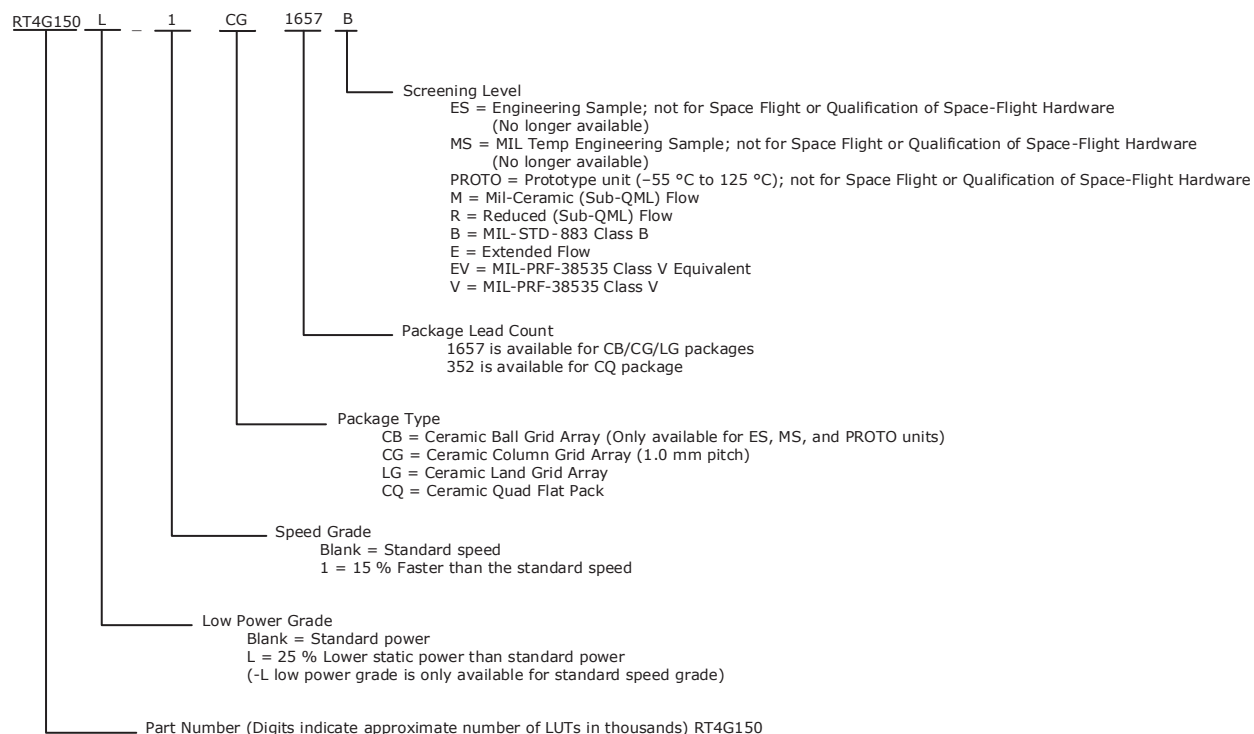 RT4G150 L _ 1 CG 1657 B
Screening Level
ES = Engineering Sample; not for Space Flight or Qualification of Space-Flight Hardware
(No longer available)
MS = MIL Temp Engineering Sample; not for Space Flight or Qualification of Space-Flight Hardware
(No longer available)
PROTO = Prototype unit (–55 °C to 125 °C); not for Space Flight or Qualification of Space-Flight Hardware
M = Mil-Ceramic (Sub-QML) Flow
R = Reduced (Sub-QML) Flow
B = MIL-STD-883 Class B
E = Extended Flow
EV = MIL-PRF-38535 Class V Equivalent
V = MIL-PRF-38535 Class V
Package Lead Count
1657 is available for CB/CG/LG packages
352 is available for CQ package
Package Type
CB = Ceramic Ball Grid Array (Only available for ES, MS, and PROTO units)
CG = Ceramic Column Grid Array (1.0 mm pitch)
LG = Ceramic Land Grid Array
CQ = Ceramic Quad Flat Pack
Speed Grade
Blank = Standard speed
1 = 15 % Faster than the standard speed
Low Power Grade
Blank = Standard power
L = 25 % Lower static power than standard power
(-L low power grade is only available for standard speed grade)
Part Number (Digits indicate approximate number of LUTs in thousands) RT4G150